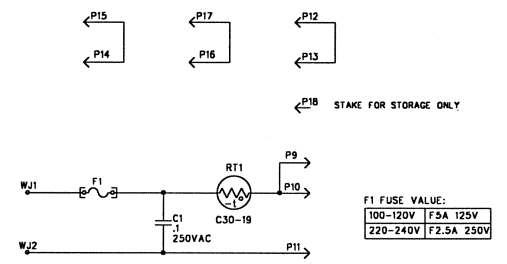 P15 P17 P12
P14 P16 P13
P18 STAKE FOR STORAGE ONLY
P9
RT1
WJ1 F1 P10
-t°
C30-19
C1
.1
250VAC
WJ2 P11
F1 FUSE VALUE:
100-120V F5A 125V
220-240V F2.5A 250V